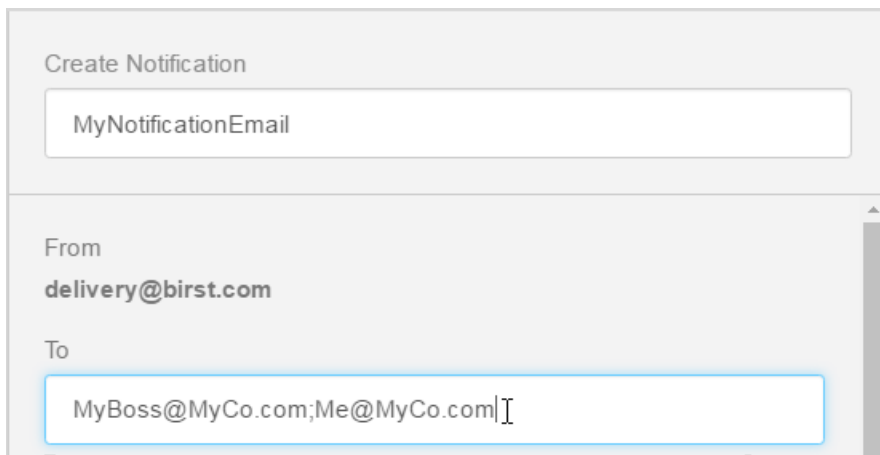 Create Notification
MyNotificationEmail
From
delivery@birst.com
To
MyBoss@MyCo.com;Me@MyCo.com